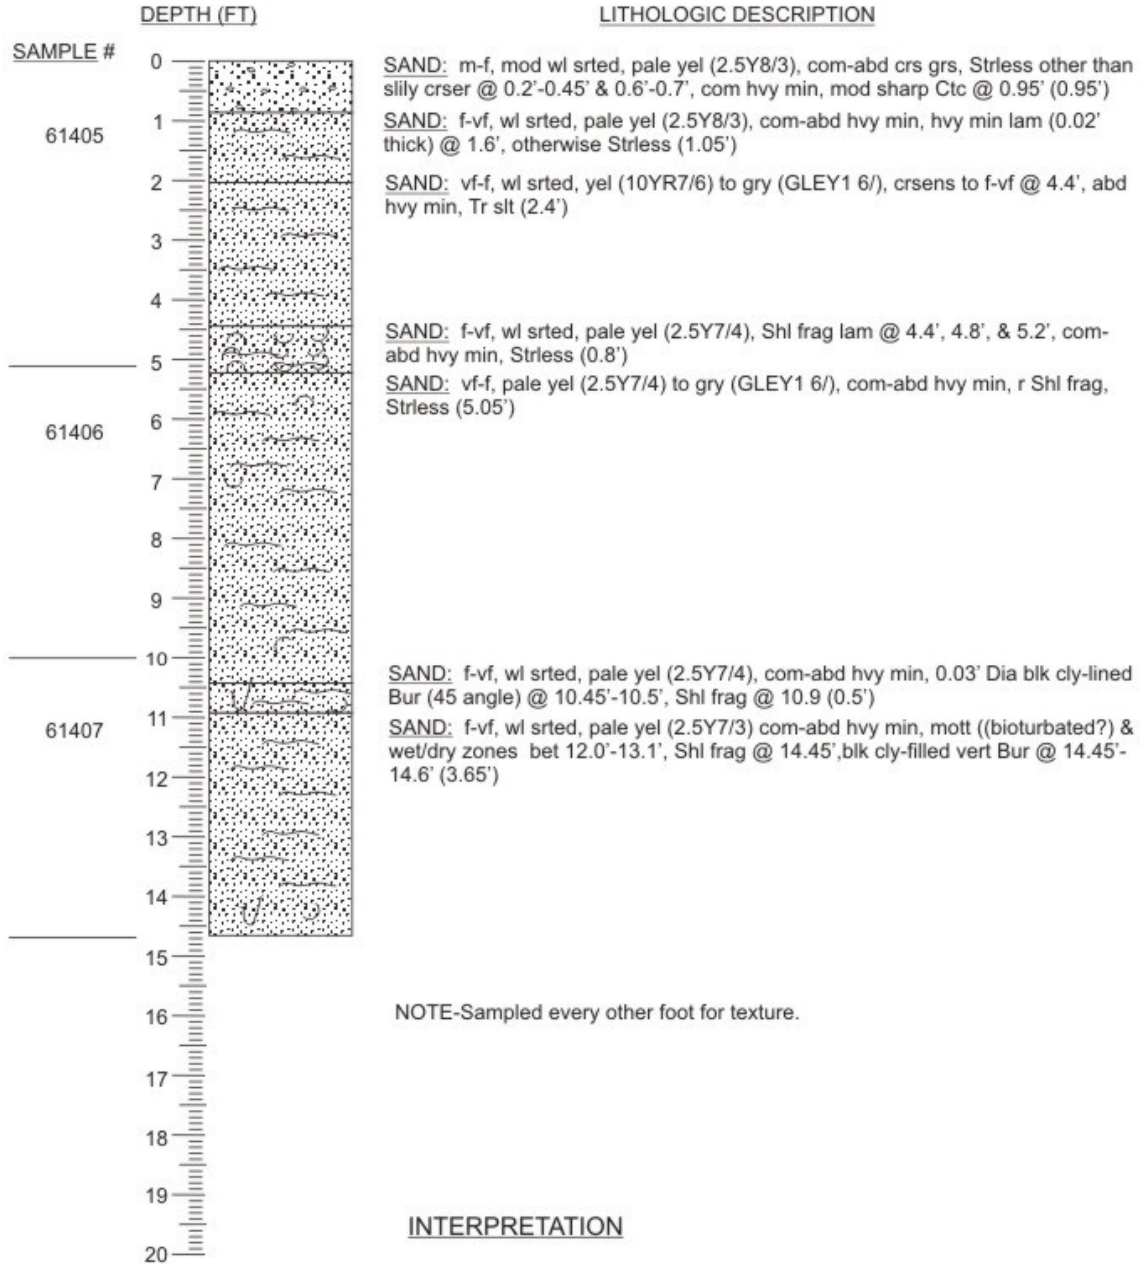 DEPTH (FT)
LITHOLOGIC DESCRIPTION
SAMPLE #
0
SAND: m-f, mod wl srted, pale yel (2.5Y8/3), com-abd crs grs, Strless other than
slily crser @ 0.2'-0.45' & 0.6'-0.7', com hvy min, mod sharp Ctc @ 0.95' (0.95')
1
61405
SAND: f-vf, wl srted, pale yel (2.5Y8/3), com-abd hvy min, hvy min lam (0.02'
thick) @ 1.6', otherwise Strless (1.05')
2
SAND: vf-f, wl srted, yel (10YR7/6) to gry (GLEY1 6/), crsens to f-vf @ 4.4', abd
hvy min, Tr slt (2.4')
3
4
SAND: f-vf, wl srted, pale yel (2.5Y7/4), Shl frag lam @ 4.4', 4.8', & 5.2', com-
abd hvy min, Strless (0.8')
5
SAND: vf-f, pale yel (2.5Y7/4) to gry (GLEY1 6/), com-abd hvy min, r Shl frag,
Strless (5.05')
6
61406
7
8
9
10
SAND: f-vf, wl srted, pale yel (2.5Y7/4), com-abd hvy min, 0.03' Dia blk cly-lined
Bur (45 angle) @ 10.45'-10.5', Shl frag @ 10.9 (0.5')
11
61407
SAND: f-vf, wl srted, pale yel (2.5Y7/3) com-abd hvy min, mott ((bioturbated?) &
wet/dry zones bet 12.0'-13.1', Shl frag @ 14.45',blk cly-filled vert Bur @ 14.45'-
14.6' (3.65')
12
13
14
15
16
NOTE-Sampled every other foot for texture.
17
18
19
INTERPRETATION
20